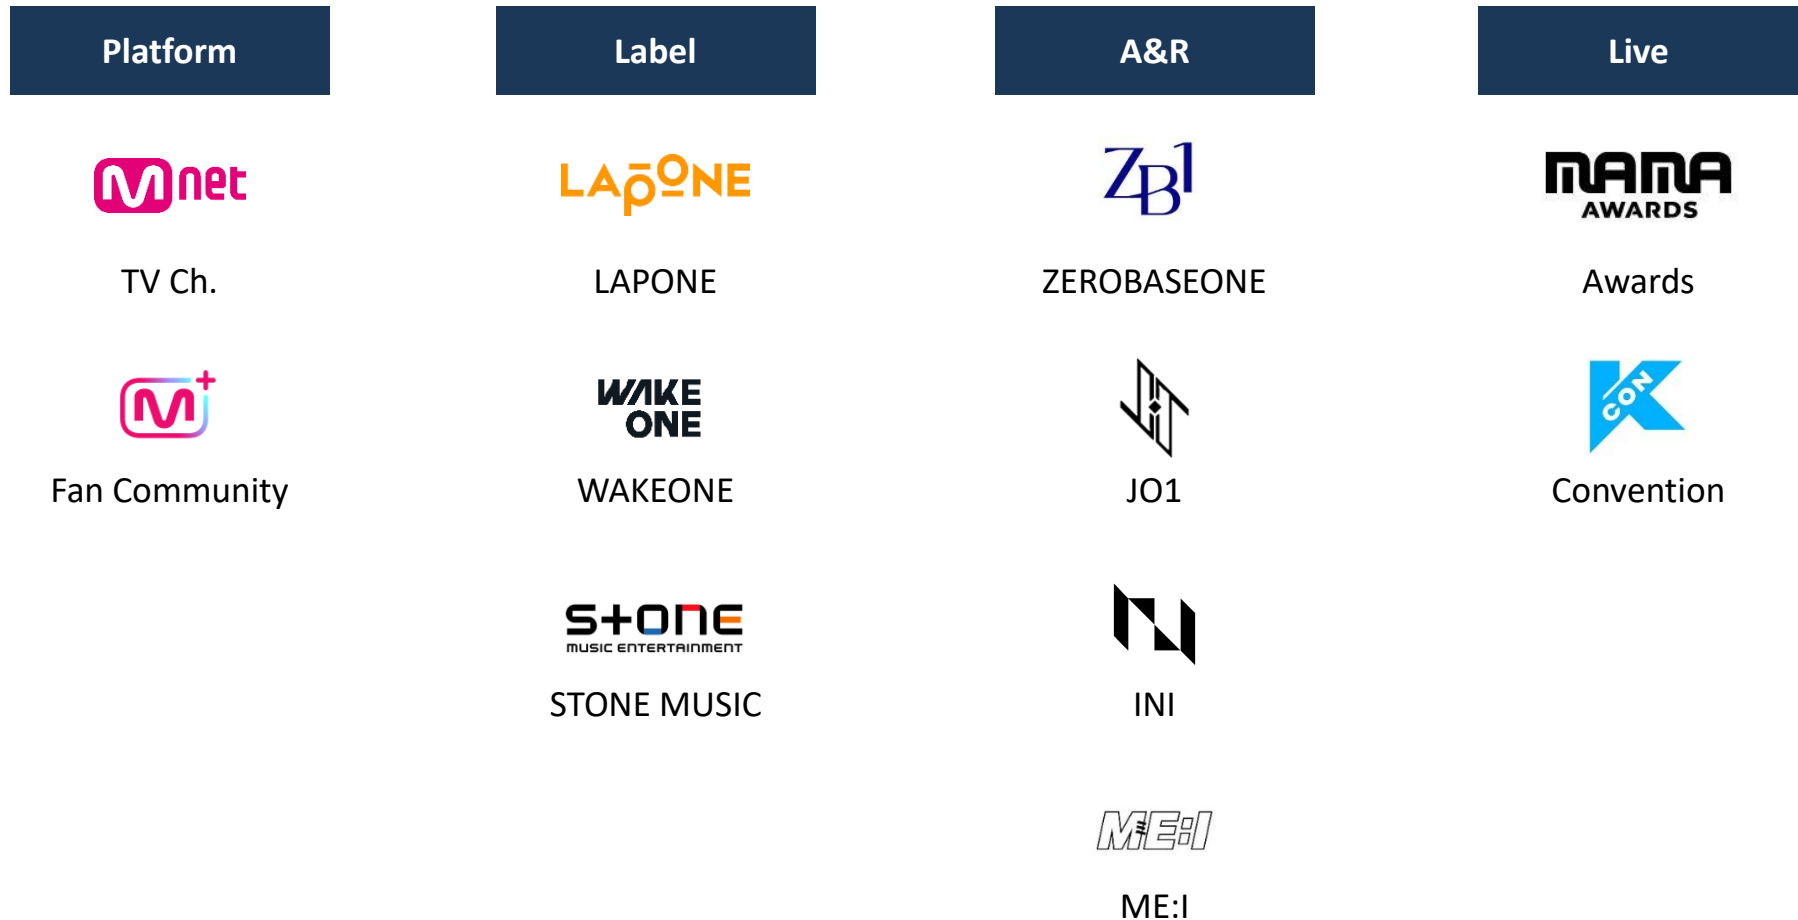 Platform
Label
A&R
Live
Mnet
LAPONE
ZB1
MAMA
AWARDS
TV Ch.
LAPONE
ZEROBASEONE
Awards
M+
WAKE
ONE
KCON
Fan Community
WAKEONE
JO1
Convention
STONE
MUSIC ENTERTAINMENT
STONE MUSIC
INI
ME:I
ME:I